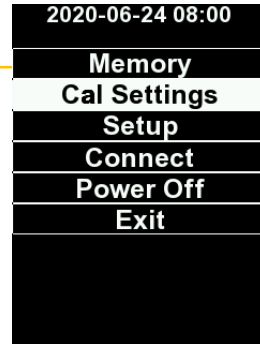 2020-06-24 08:00
Memory
Cal Settings
Setup
Connect
Power Off
Exit